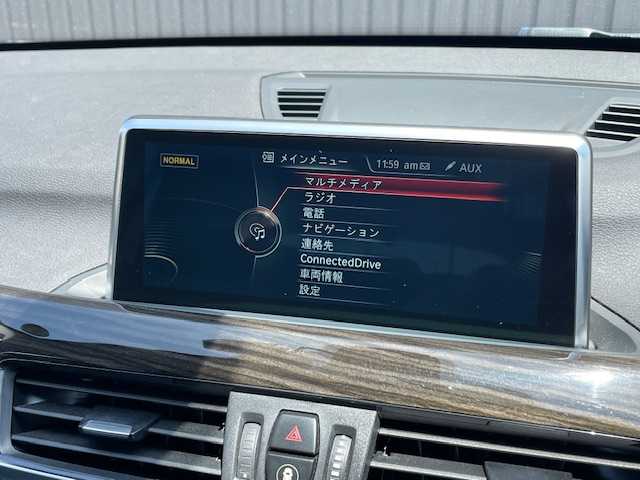 NORMAL メインメニュー 11:59 am AUX
マルチメディア
ラジオ
電話
ナビゲーション
連絡先
ConnectedDrive
車両情報
設定